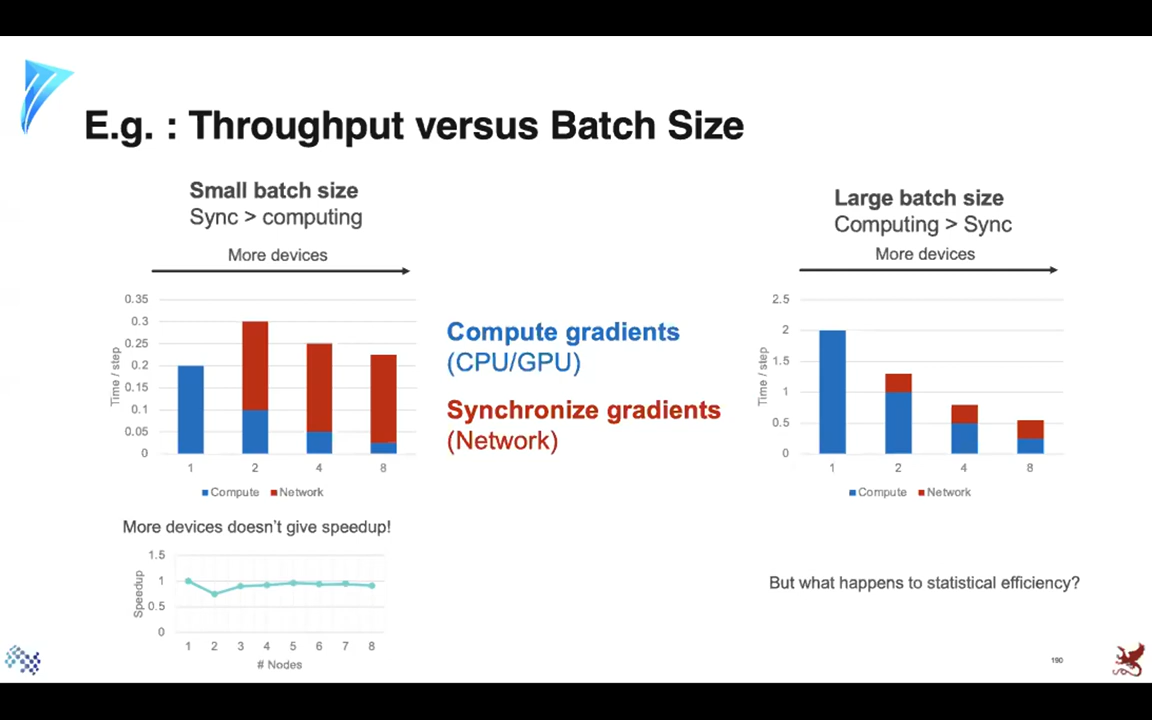 E.g. : Throughput versus Batch Size
Small batch size
Sync > computing
More devices
0.35
0.3
0.25
0.2
0.15
0.1
0.05
0
Time / step
1 2 4 8
Compute Network
More devices doesn't give speedup!
1.5
1
0.5
0
Speedup
1 2 3 4 5 6 7 8
# Nodes
Compute gradients
(CPU/GPU)
Synchronize gradients
(Network)
Large batch size
Computing > Sync
More devices
2.5
2
1.5
1
0.5
0
Time / step
1 2 4 8
Compute Network
But what happens to statistical efficiency?
190